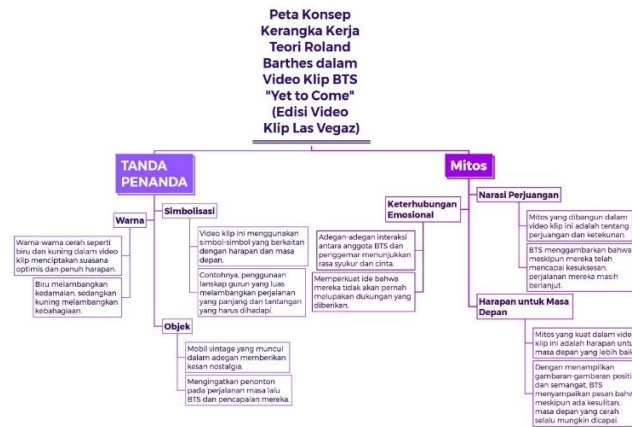 Peta Konsep
Kerangka Kerja
Teori Roland
Barthes dalam
Video Klip BTS
"Yet to Come"
(Edisi Video
Klip Las Vegaz)
TANDA
PENANDA
Warna
Warna-warna cerah seperti
biru dan kuning dalam video
klip menciptakan suasana
optimis dan penuh harapan.
Biru melambangkan
kedamaian, sedangkan
kuning melambangkan
kebahagiaan.
Simbolisasi
Video klip ini menggunakan
simbol-simbol yang berkaitan
dengan harapan dan masa
depan.
Contohnya, penggunaan
lanskap gurun yang luas
melambangkan perjalanan
yang panjang dan tantangan
yang harus dihadapi.
Objek
Mobil vintage yang muncul
dalam adegan memberikan
kesan nostalgia.
Mengingatkan penonton
pada perjalanan masa lalu
BTS dan pencapaian mereka.
Mitos
Keterhubungan
Emosional
Adegan-adegan interaksi
antara anggota BTS dan
penggemar menunjukkan
rasa syukur dan cinta.
Memperkuat ide bahwa
mereka tidak akan pernah
melupakan dukungan yang
diberikan.
Narasi Perjuangan
Mitos yang dibangun dalam
video klip ini adalah tentang
perjuangan dan ketekunan.
BTS menggambarkan bahwa
meskipun mereka telah
mencapai kesuksesan,
perjalanan mereka masih
berlanjut.
Harapan untuk Masa
Depan
Mitos yang kuat dalam video
klip ini adalah harapan untu
masa depan yang lebih baik
Dengan menampilkan
gambaran-gambaran positi
dan semangat, BTS
menyampaikan pesan bahw
meskipun ada kesulitan,
masa depan yang cerah
selalu mungkin dicapai.